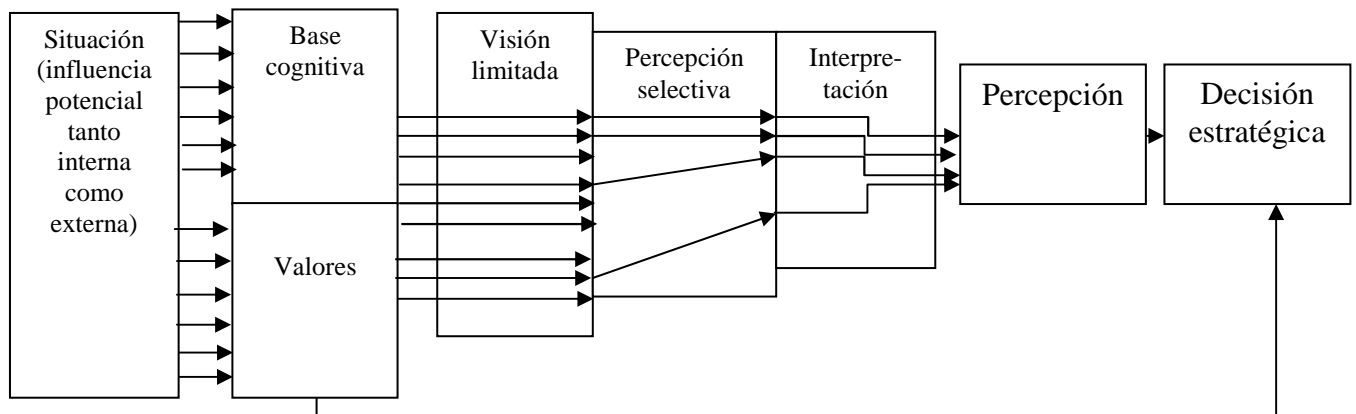 Situación
(influencia
potencial
tanto
interna
como
externa)
Base
cognitiva
Valores
Visión
limitada
Percepción
selectiva
Interpre-
tación
Percepción
Decisión
estratégica